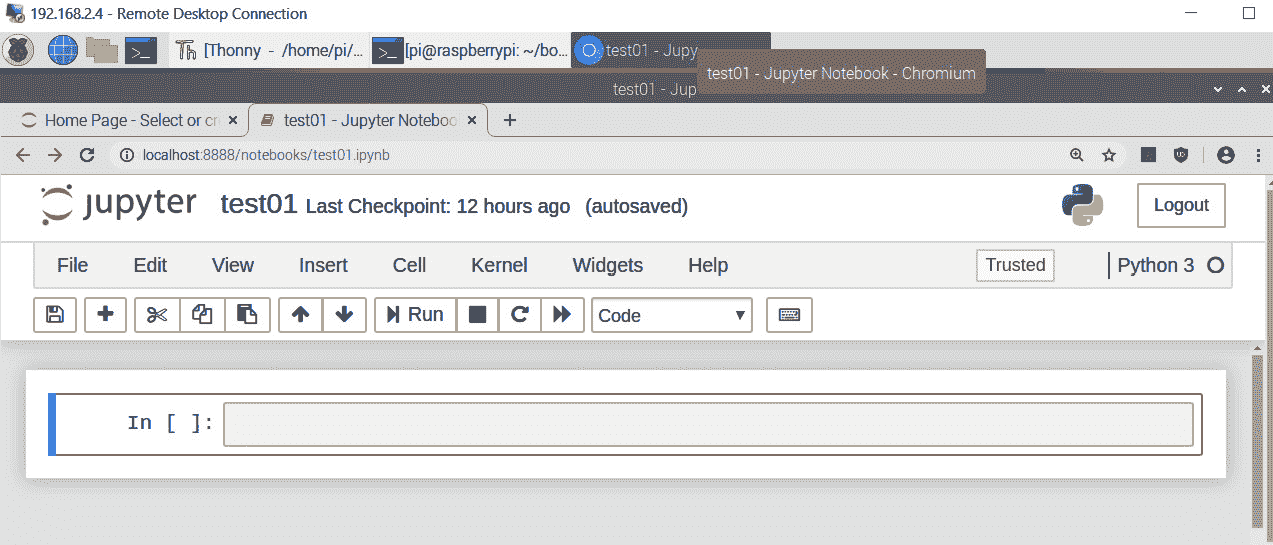 192.168.2.4 - Remote Desktop Connection
[Thonny - /home/pi/... [pi@raspberrypi: ~/bo... test01 - Jupy
test01 - Jupyter Notebook - Chromium
test01 - Jup
Home Page - Select or cr test01 - Jupyter Noteboo
localhost:8888/notebooks/test01.ipynb
jupyter test01 Last Checkpoint: 12 hours ago (autosaved) Logout
File Edit View Insert Cell Kernel Widgets Help Trusted Python 3
Run Code
In [ ]: